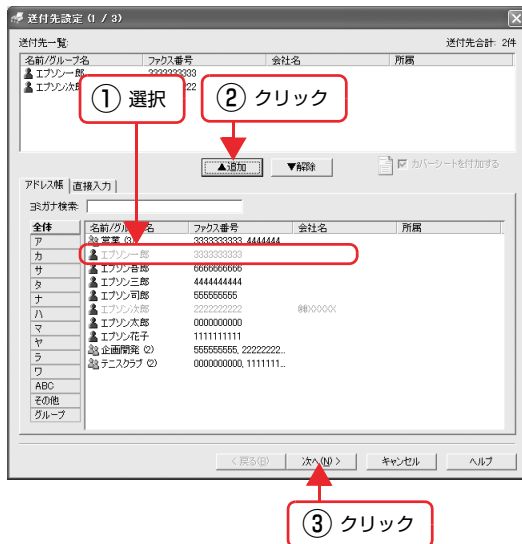 送付先設定 (1 / 3)
送付先一覧: 送付先合計: 2件
名前/グループ名 ファクス番号 会社名 所属
エプソン一郎 3333333333
エプソン次郎 22
① 選択
② クリック
▲追加 ▼解除 カバーシートを付加する
アドレス帳 直接入力
ヨミガナ検索:
全体 名前/グループ名 ファクス番号 会社名 所属
ア 営業 (3) 3333333333, 4444444
カ エプソン一郎 3333333333
サ エプソン吾郎 6666666666
タ エプソン三郎 4444444444
ナ エプソン司郎 555555555
ハ エプソン次郎 2222222222 ㈱XXXXX
マ エプソン太郎 0000000000
ヤ エプソン花子 1111111111
ラ 企画開発 (2) 555555555, 22222222...
ワ テニスクラブ (2) 0000000000, 1111111...
ABC
その他
グループ
< 戻る(B) 次へ(N) > キャンセル ヘルプ
③ クリック